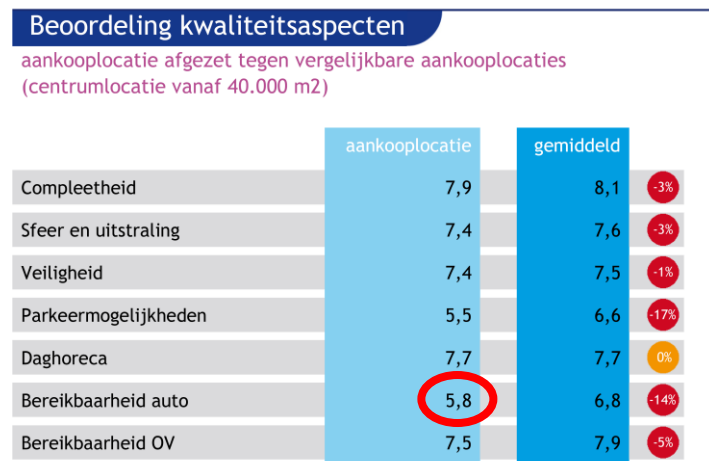 Beoordeling kwaliteitsaspecten
aankooplocatie afgezet tegen vergelijkbare aankooplocaties
(centrumlocatie vanaf 40.000 m2)
aankooplocatie gemiddeld
Compleetheid 7,9 8,1 -3%
Sfeer en uitstraling 7,4 7,6 -3%
Veiligheid 7,4 7,5 -1%
Parkeermogelijkheden 5,5 6,6 -17%
Daghoreca 7,7 7,7 0%
Bereikbaarheid auto 5,8 6,8 -14%
Bereikbaarheid OV 7,5 7,9 -5%